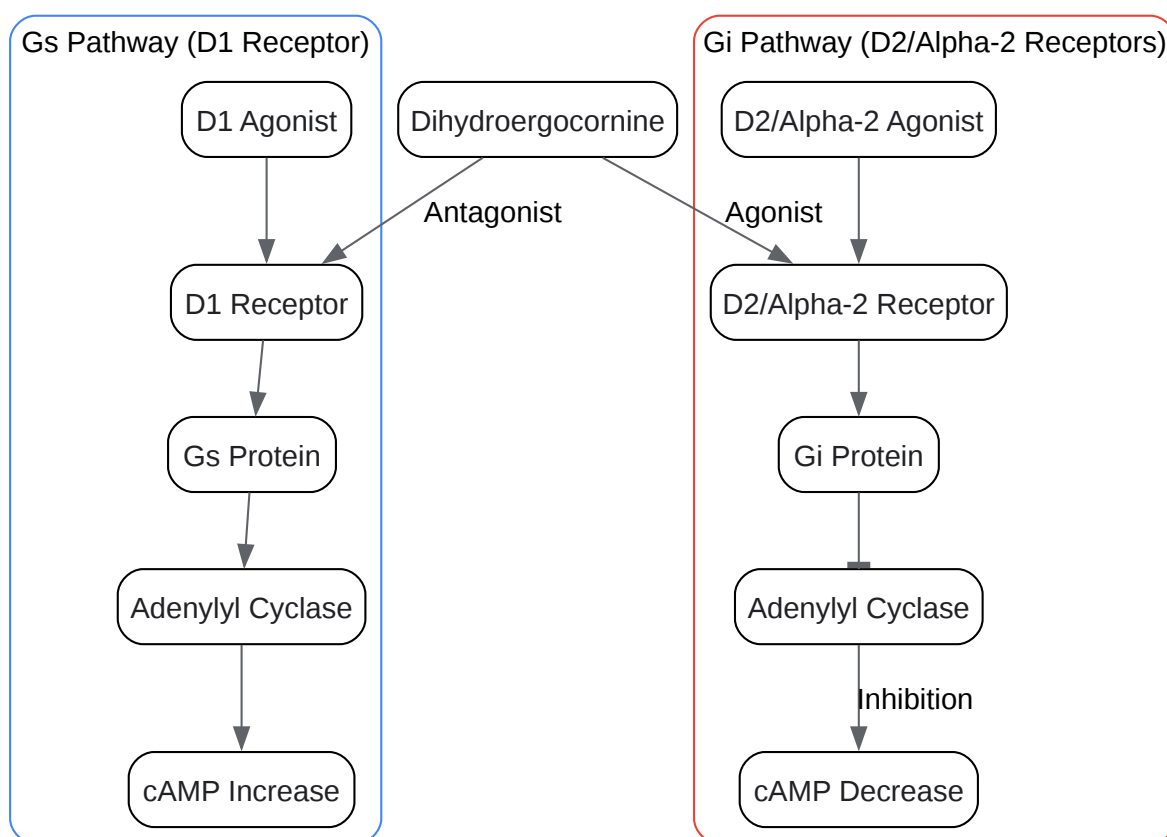 Gs Pathway (D1 Receptor)
Gi Pathway (D2/Alpha-2 Receptors)
D1 Agonist
Dihydroergocornine
D2/Alpha-2 Agonist
Antagonist
Agonist
D1 Receptor
D2/Alpha-2 Receptor
Gs Protein
Gi Protein
Adenylyl Cyclase
Adenylyl Cyclase
Inhibition
cAMP Increase
cAMP Decrease